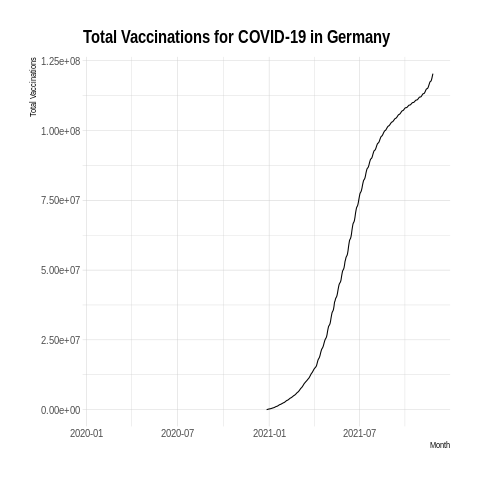 Total Vaccinations for COVID-19 in Germany
Total Vaccinations
1.25e+08
1.00e+08
7.50e+07
5.00e+07
2.50e+07
0.00e+00
2020-01 2020-07 2021-01 2021-07
Month